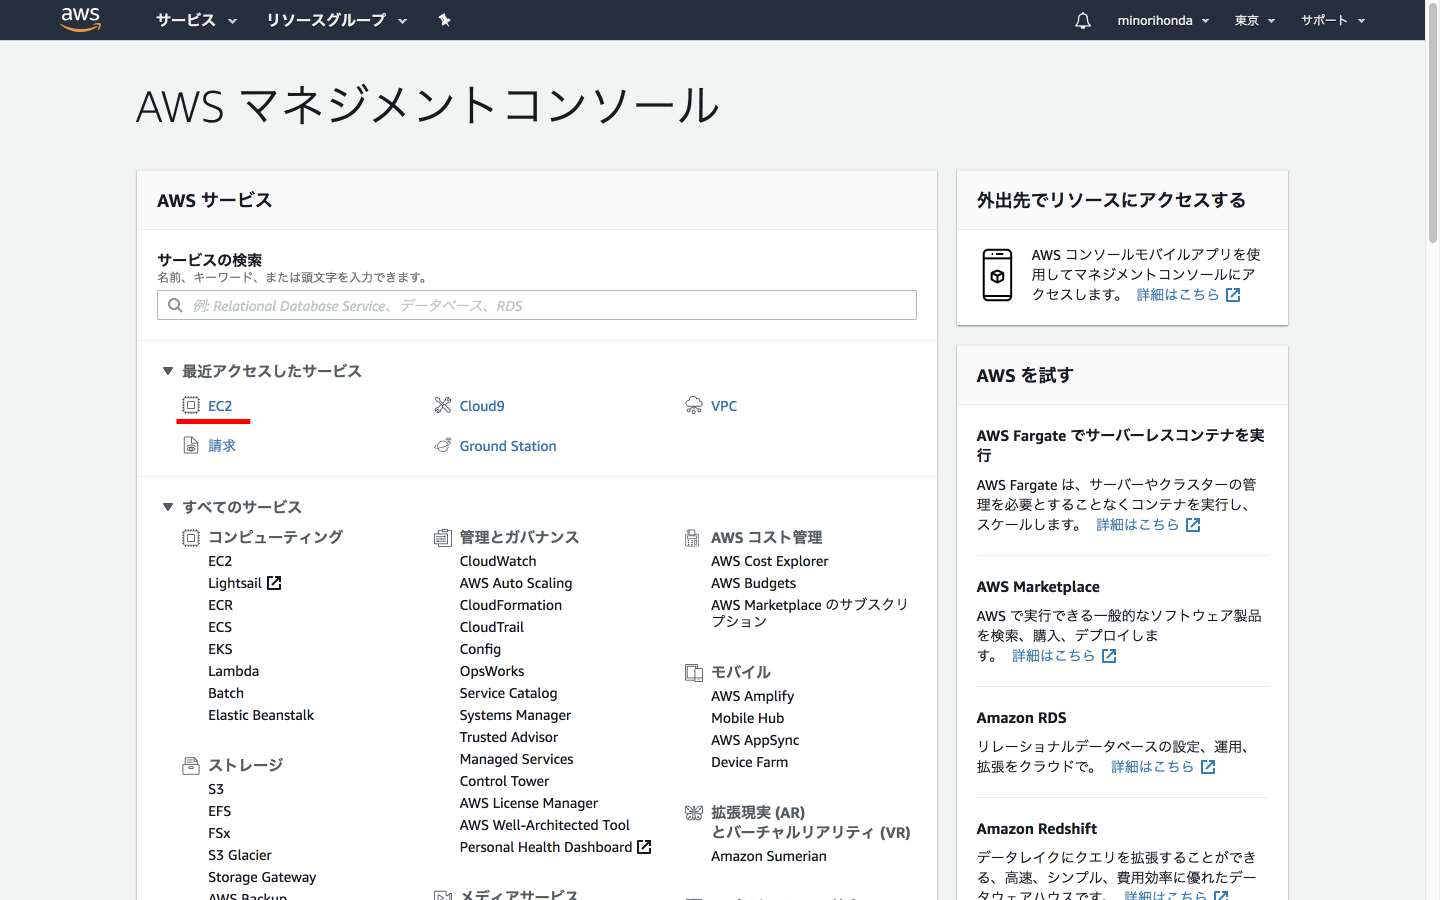 aws サービス リソースグループ minorihonda 東京 サポート
AWS マネジメントコンソール
AWS サービス
サービスの検索
名前、キーワード、または頭文字を入力できます。
例: Relational Database Service、データベース、RDS
最近アクセスしたサービス
EC2 Cloud9 VPC
請求 Ground Station
すべてのサービス
コンピューティング
EC2
Lightsail
ECR
ECS
EKS
Lambda
Batch
Elastic Beanstalk
ストレージ
S3
EFS
FSx
S3 Glacier
Storage Gateway
AWS Backup
管理とガバナンス
CloudWatch
AWS Auto Scaling
CloudFormation
CloudTrail
Config
OpsWorks
Service Catalog
Systems Manager
Trusted Advisor
Managed Services
Control Tower
AWS License Manager
AWS Well-Architected Tool
Personal Health Dashboard
メディアサービス
AWS コスト管理
AWS Cost Explorer
AWS Budgets
AWS Marketplace のサブスクリ
プション
モバイル
AWS Amplify
Mobile Hub
AWS AppSync
Device Farm
拡張現実 (AR)
とバーチャルリアリティ (VR)
Amazon Sumerian
外出先でリソースにアクセスする
AWS コンソールモバイルアプリを使
用してマネジメントコンソールにア
クセスします。 詳細はこちら
AWS を試す
AWS Fargate でサーバーレスコンテナを実
行
AWS Fargate は、サーバーやクラスターの管
理を必要とすることなくコンテナを実行し、
スケールします。 詳細はこちら
AWS Marketplace
AWS で実行できる一般的なソフトウェア製品
を検索、購入、デプロイしま
す。 詳細はこちら
Amazon RDS
リレーショナルデータベースの設定、運用、
拡張をクラウドで。 詳細はこちら
Amazon Redshift
データレイクにクエリを拡張することができ
る、高速、シンプル、費用効率に優れたデー
タウェアハウスです。 詳細はこちら